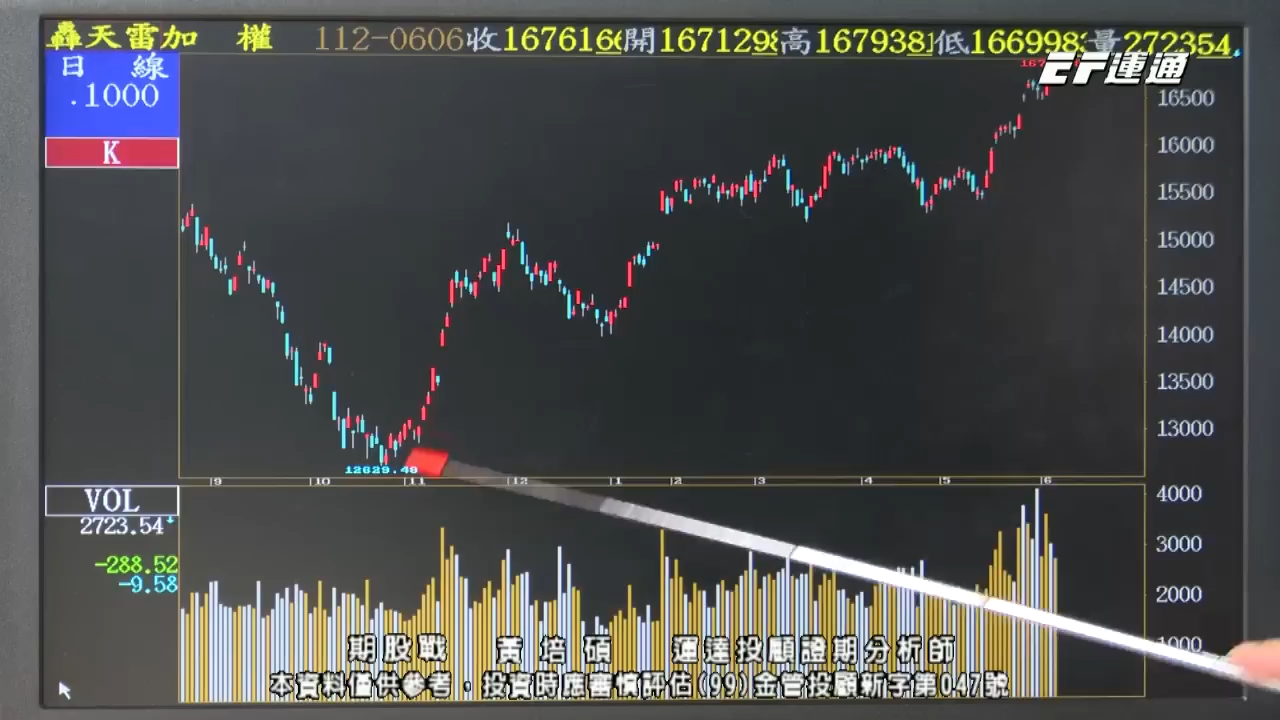 轟天雷加 權 112-0606收1676166開1671298高167938低1669983量272354
EF運通
日 線
.1000
K
16500
16000
15500
15000
14500
14000
13500
13000
12629.48
9 10 11 12 1 2 3 4 5 6
VOL
2723.54
-288.52
-9.58
4000
3000
2000
1000
期股戰 黃培碩 運達投顧證期分析師
本資料僅供參考，投資時應審慎評估(99)金管投顧新字第047號